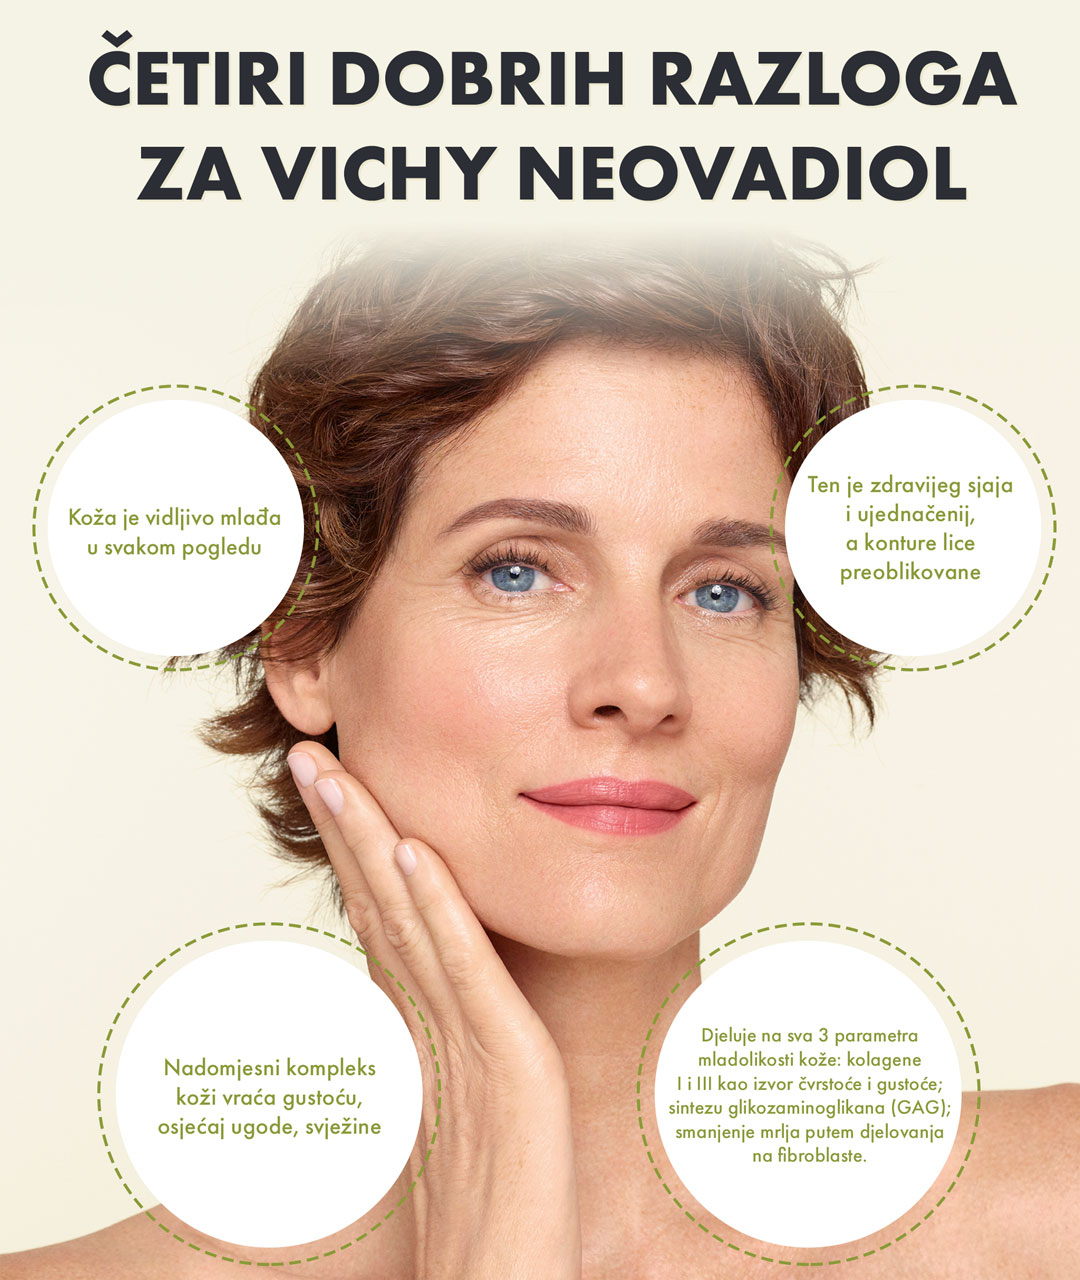 ČETIRI DOBRIH RAZLOGA
ZA VICHY NEOVADIOL
Koža je vidljivo mlađa
u svakom pogledu
Ten je zdravijeg sjaja
i ujednačenij,
a konture lice
preoblikovane
Nadomjesni kompleks
koži vraća gustoću,
osjećaj ugode, svježine
Djeluje na sva 3 parametra
mladolikosti kože: kolagene
I i III kao izvor čvrstoće i gustoće;
sintezu glikozaminoglikana (GAG);
smanjenje mrlja putem djelovanja
na fibroblaste.